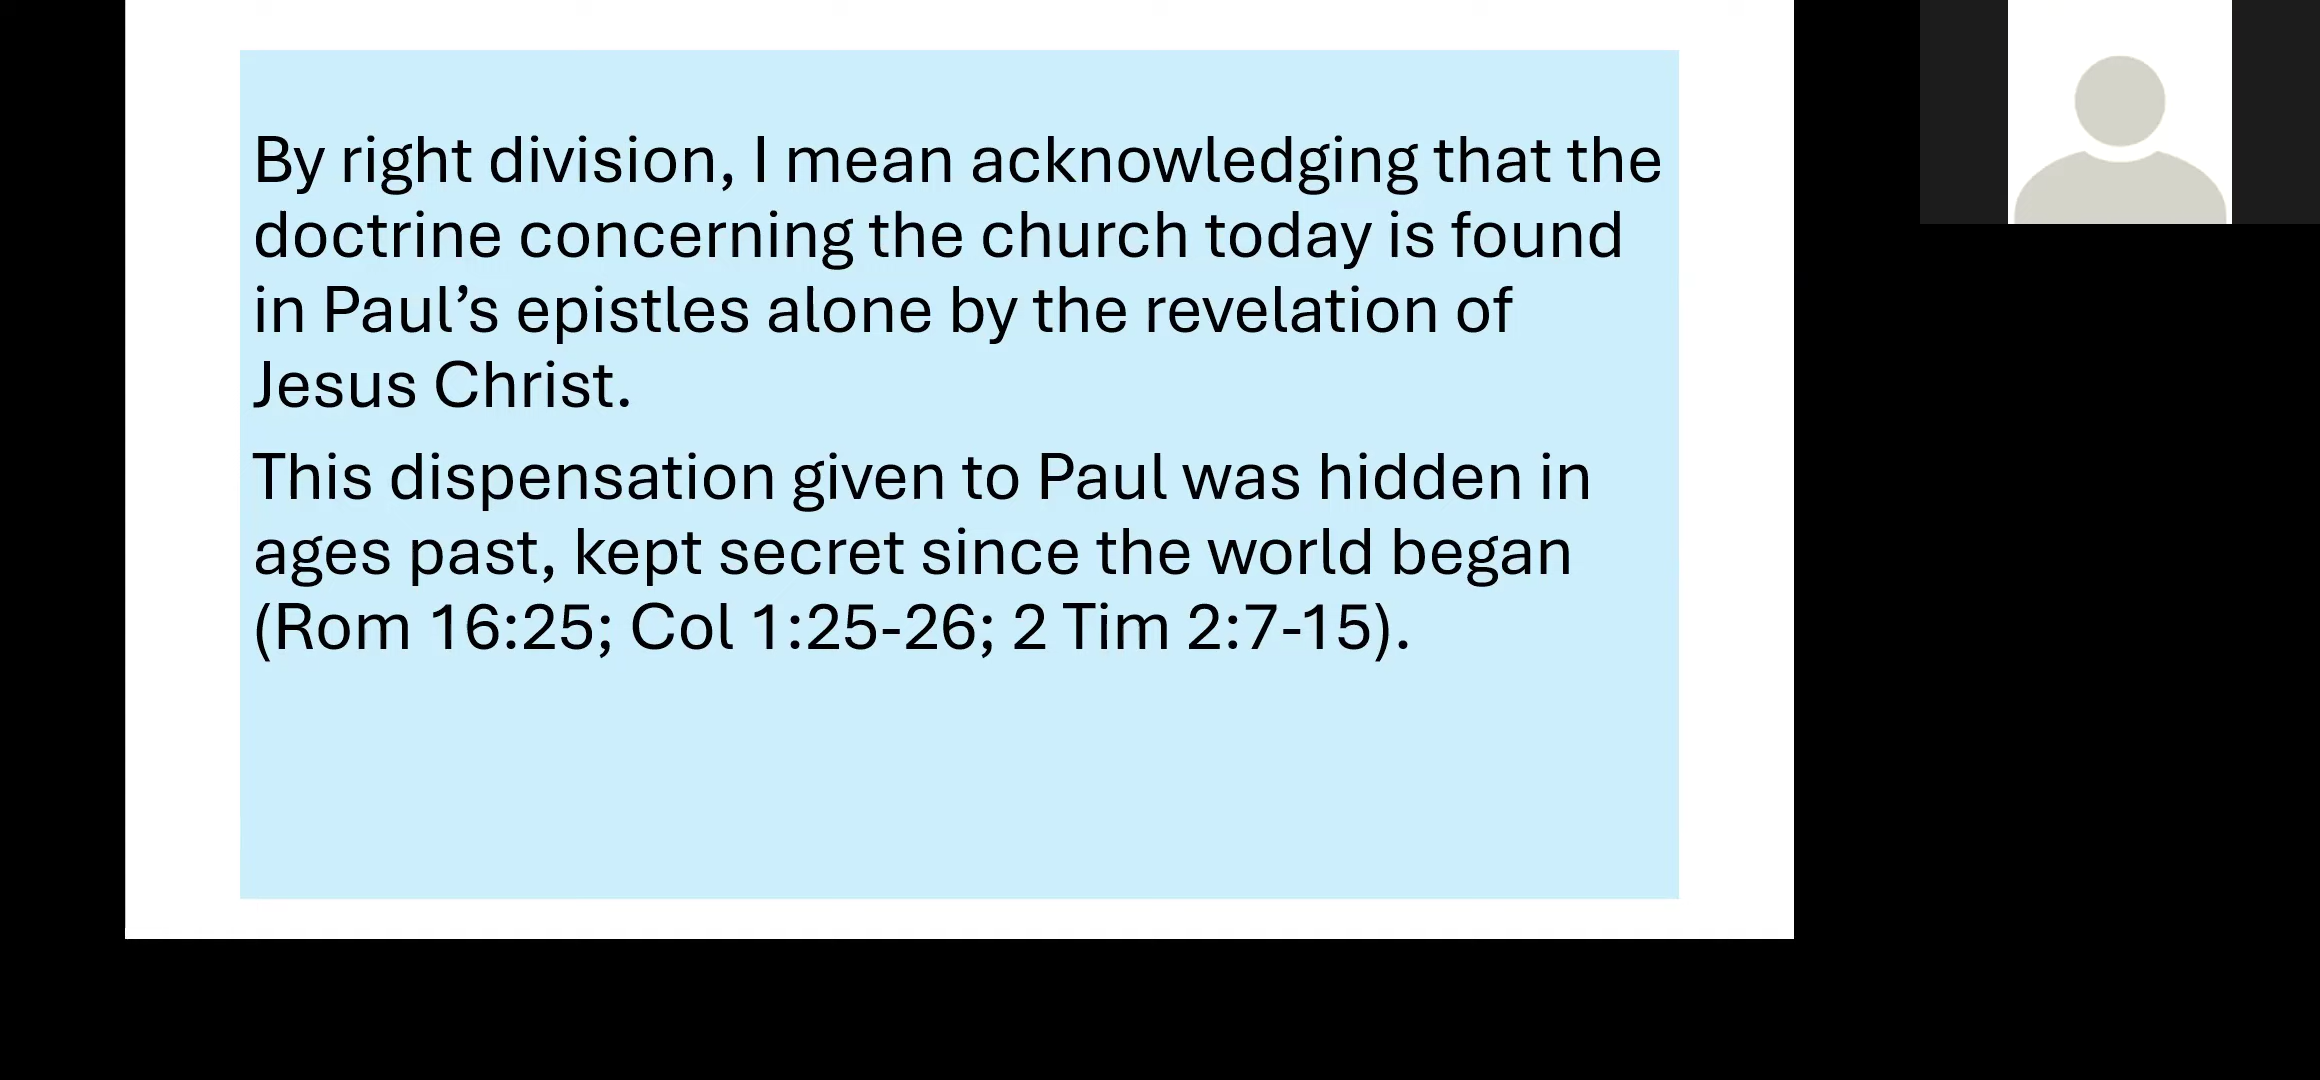 By right division, I mean acknowledging that the
doctrine concerning the church today is found
in Paul’s epistles alone by the revelation of
Jesus Christ.
This dispensation given to Paul was hidden in
ages past, kept secret since the world began
(Rom 16:25; Col 1:25-26; 2 Tim 2:7-15).